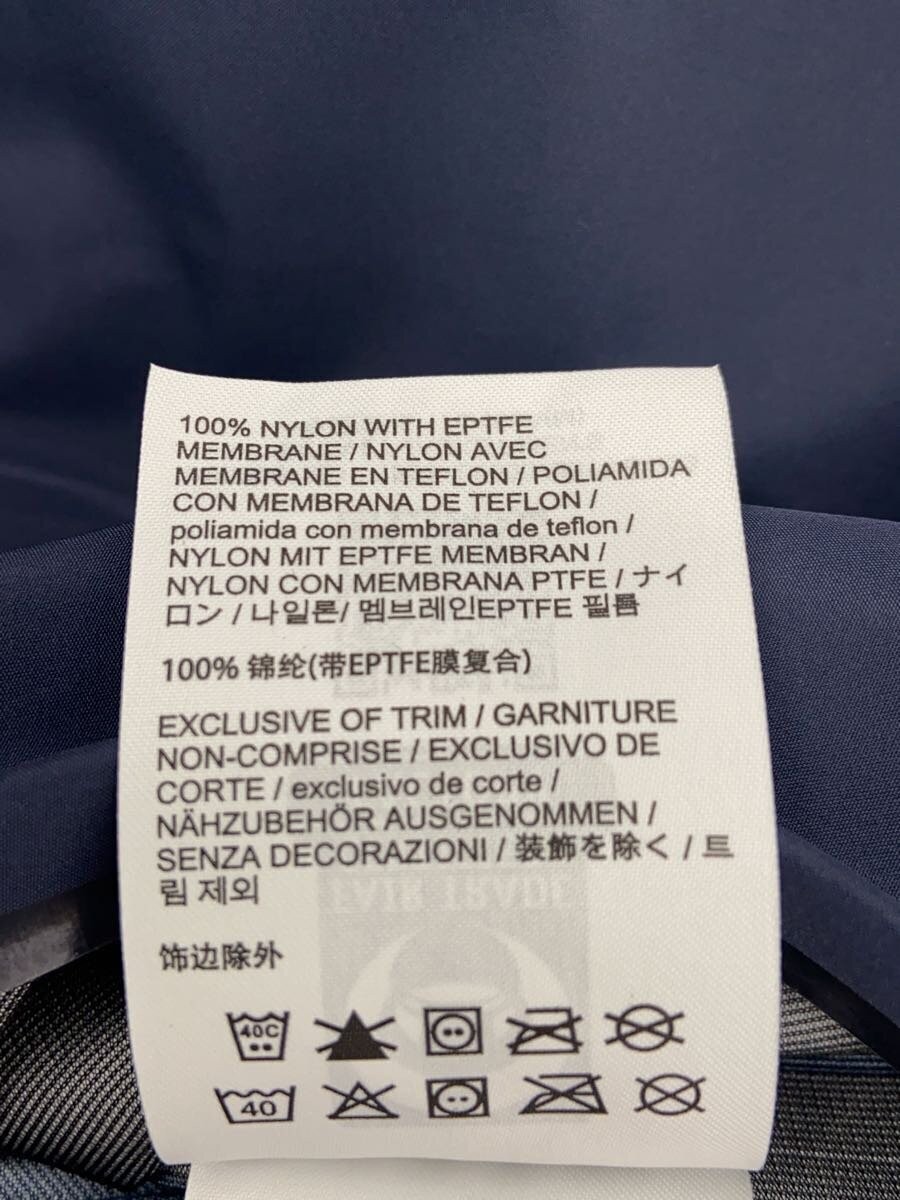 100% NYLON WITH EPTFE
MEMBRANE / NYLON AVEC
MEMBRANE EN TEFLON / POLIAMIDA
CON MEMBRANA DE TEFLON /
poliamida con membrana de teflon /
NYLON MIT EPTFE MEMBRAN /
NYLON CON MEMBRANA PTFE / ナイ
ロン / 나일론/ 멤브레인EPTFE 필름
100% 锦纶(带EPTFE膜复合)
EXCLUSIVE OF TRIM / GARNITURE
NON-COMPRISE / EXCLUSIVO DE
CORTE / exclusivo de corte /
NÄHZUBEHÖR AUSGENOMMEN /
SENZA DECORAZIONI / 装飾を除く / 트
림 제외
FAIR TRADE
饰边除外
40C
40